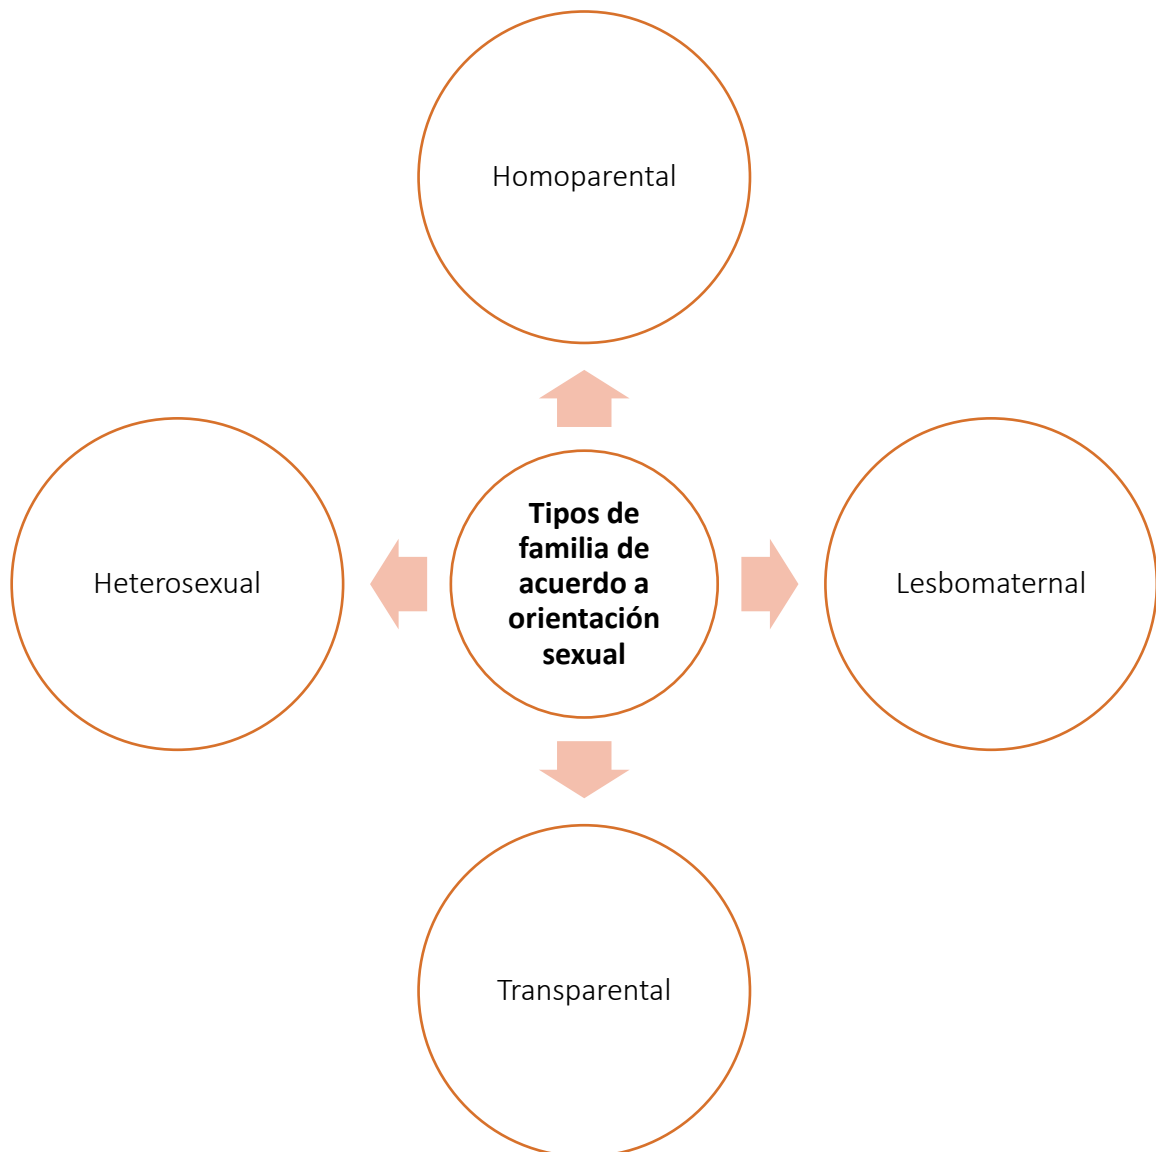 Homoparental
Heterosexual
Tipos de
familia de
acuerdo a
orientación
sexual
Lesbomaternal
Transparental